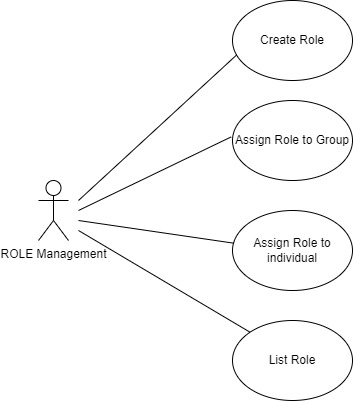 Create Role
Assign Role to Group
ROLE Management
Assign Role to
individual
List Role